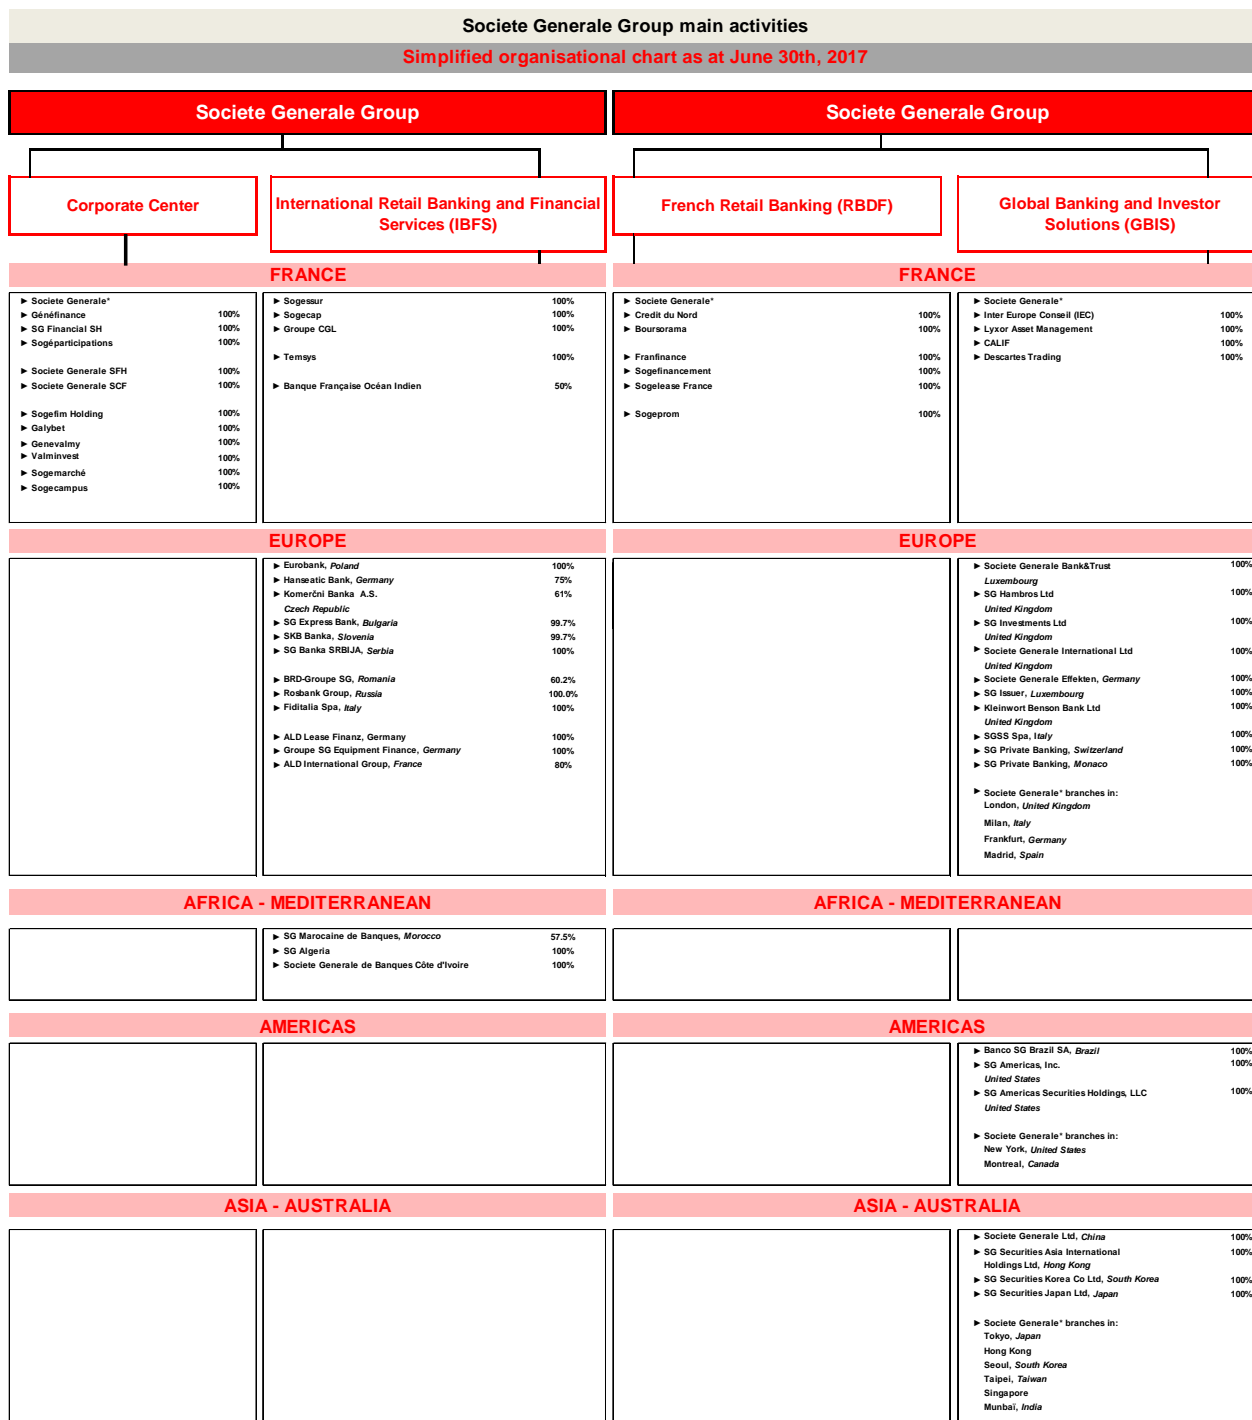 Societe Generale Group main activities
Simplified organisational chart as at June 30th, 2017
Societe Generale Group
Societe Generale Group
Corporate Center
International Retail Banking and Financial
Services (IBFS)
French Retail Banking (RBDF)
Global Banking and Investor
Solutions (GBIS)
FRANCE
► Societe Generale*
► Généfinance 100%
► SG Financial SH 100%
► Sogéparticipations 100%
► Societe Generale SFH 100%
► Societe Generale SCF 100%
► Sogefim Holding 100%
► Galybet 100%
► Genevalmy 100%
► Valminvest 100%
► Sogemarché 100%
► Sogecampus 100%
► Sogessur 100%
► Sogecap 100%
► Groupe CGL 100%
► Temsys 100%
► Banque Française Océan Indien 50%
FRANCE
► Societe Generale*
► Credit du Nord 100%
► Boursorama 100%
► Franfinance 100%
► Sogefinancement 100%
► Sogelease France 100%
► Sogeprom 100%
► Societe Generale*
► Inter Europe Conseil (IEC) 100%
► Lyxor Asset Management 100%
► CALIF 100%
► Descartes Trading 100%
EUROPE
► Eurobank, Poland 100%
► Hanseatic Bank, Germany 75%
► Komerčni Banka A.S. 61%
Czech Republic
► SG Express Bank, Bulgaria 99.7%
► SKB Banka, Slovenia 99.7%
► SG Banka SRBIJA, Serbia 100%
► BRD-Groupe SG, Romania 60.2%
► Rosbank Group, Russia 100.0%
► Fiditalia Spa, Italy 100%
► ALD Lease Finanz, Germany 100%
► Groupe SG Equipment Finance, Germany 100%
► ALD International Group, France 80%
EUROPE
► Societe Generale Bank&Trust 100%
Luxembourg
► SG Hambros Ltd 100%
United Kingdom
► SG Investments Ltd 100%
United Kingdom
► Societe Generale International Ltd 100%
United Kingdom
► Societe Generale Effekten, Germany 100%
► SG Issuer, Luxembourg 100%
► Kleinwort Benson Bank Ltd 100%
United Kingdom
► SGSS Spa, Italy 100%
► SG Private Banking, Switzerland 100%
► SG Private Banking, Monaco 100%
► Societe Generale* branches in:
London, United Kingdom
Milan, Italy
Frankfurt, Germany
Madrid, Spain
AFRICA - MEDITERRANEAN
► SG Marocaine de Banques, Morocco 57.5%
► SG Algeria 100%
► Societe Generale de Banques Côte d'Ivoire 100%
AFRICA - MEDITERRANEAN
AMERICAS
AMERICAS
► Banco SG Brazil SA, Brazil 100%
► SG Americas, Inc. 100%
United States
► SG Americas Securities Holdings, LLC 100%
United States
► Societe Generale* branches in:
New York, United States
Montreal, Canada
ASIA - AUSTRALIA
ASIA - AUSTRALIA
► Societe Generale Ltd, China 100%
► SG Securities Asia International 100%
Holdings Ltd, Hong Kong
► SG Securities Korea Co Ltd, South Korea 100%
► SG Securities Japan Ltd, Japan 100%
► Societe Generale* branches in:
Tokyo, Japan
Hong Kong
Seoul, South Korea
Taipei, Taiwan
Singapore
Munbaï, India